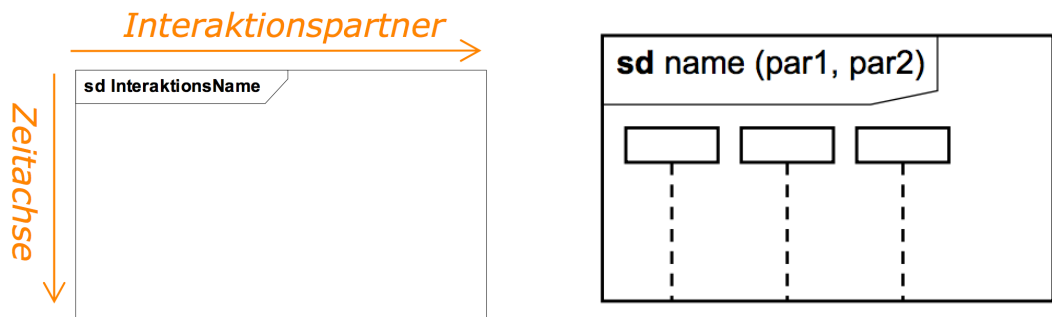 Interaktionspartner
Zeitachse
sd InteraktionsName
sd name (par1, par2)